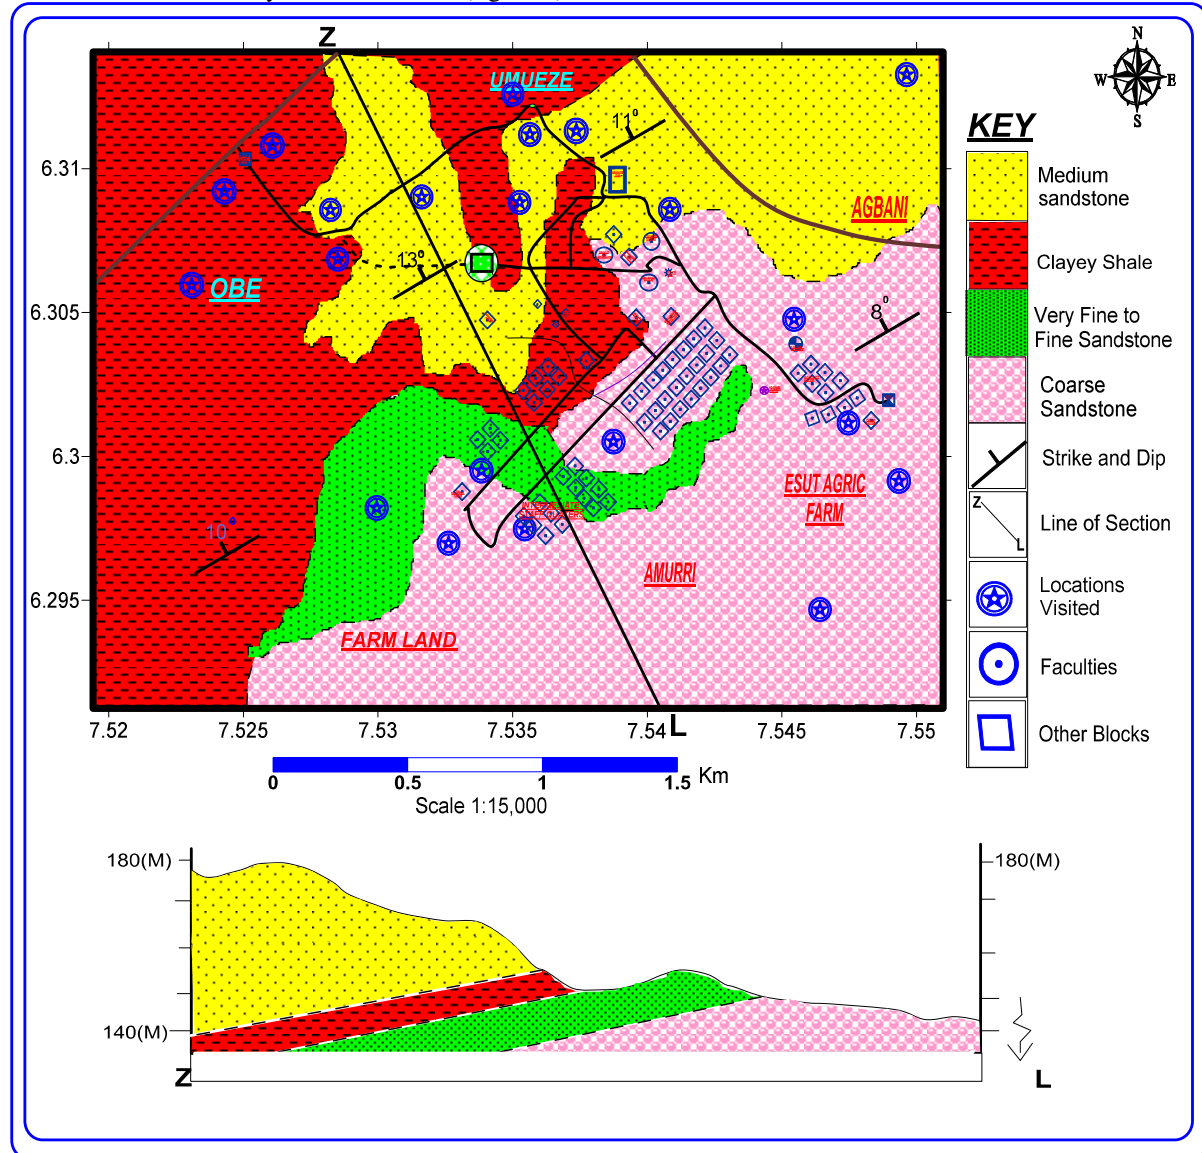 Z
N
W
E
S
UMUEZE
11°
KEY
6.31
Medium
sandstone
AGBANI
13°
Clayey Shale
OBE
6.305
8°
Very Fine to
Fine Sandstone
Coarse
Sandstone
6.3
Strike and Dip
ESUT AGRIC
FARM
Z
L
Line of Section
10°
AMURRI
6.295
Locations
Visited
FARM LAND
Faculties
7.52
7.525
7.53
7.535
7.54
L
7.545
7.55
Other Blocks
0
0.5
1
1.5
Km
Scale 1:15,000
180(M)
180(M)
140(M)
140(M)
Z
L